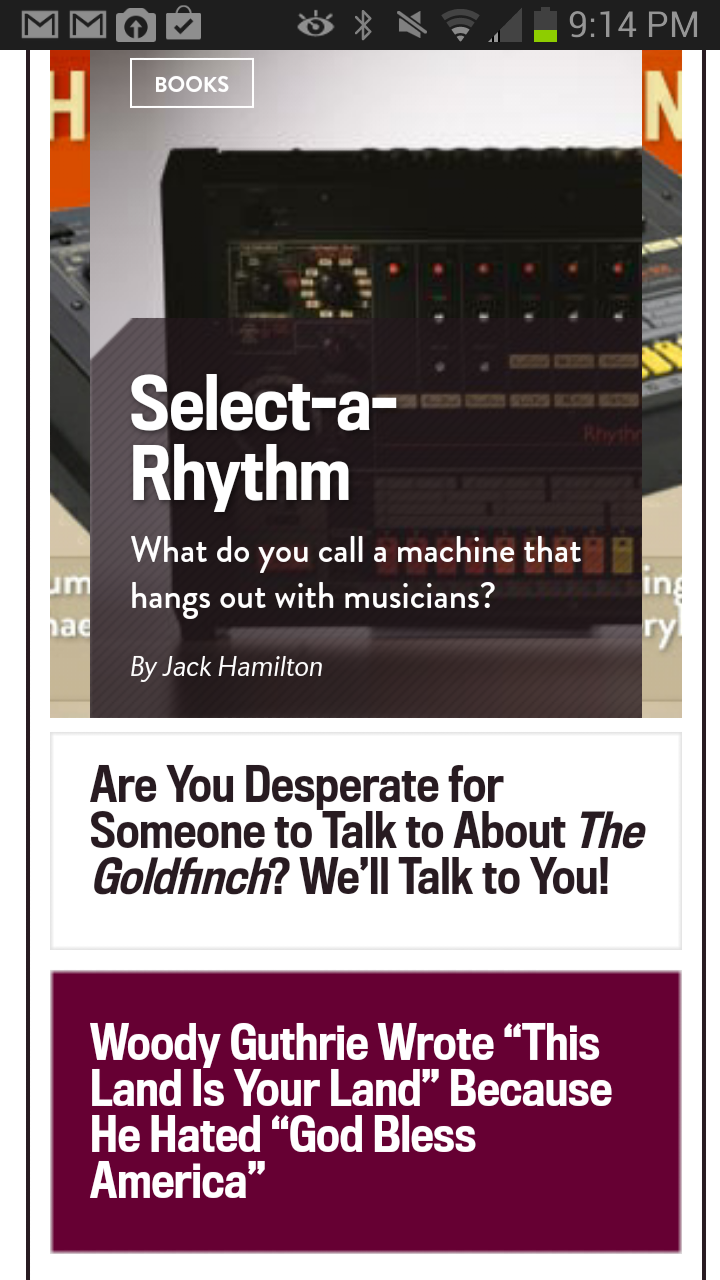 9:14 PM
BOOKS
H
N
Select-a-
Rhythm
What do you call a machine that
hangs out with musicians?
By Jack Hamilton
Are You Desperate for
Someone to Talk to About The
Goldfinch? We’ll Talk to You!
Woody Guthrie Wrote “This
Land Is Your Land” Because
He Hated “God Bless
America”